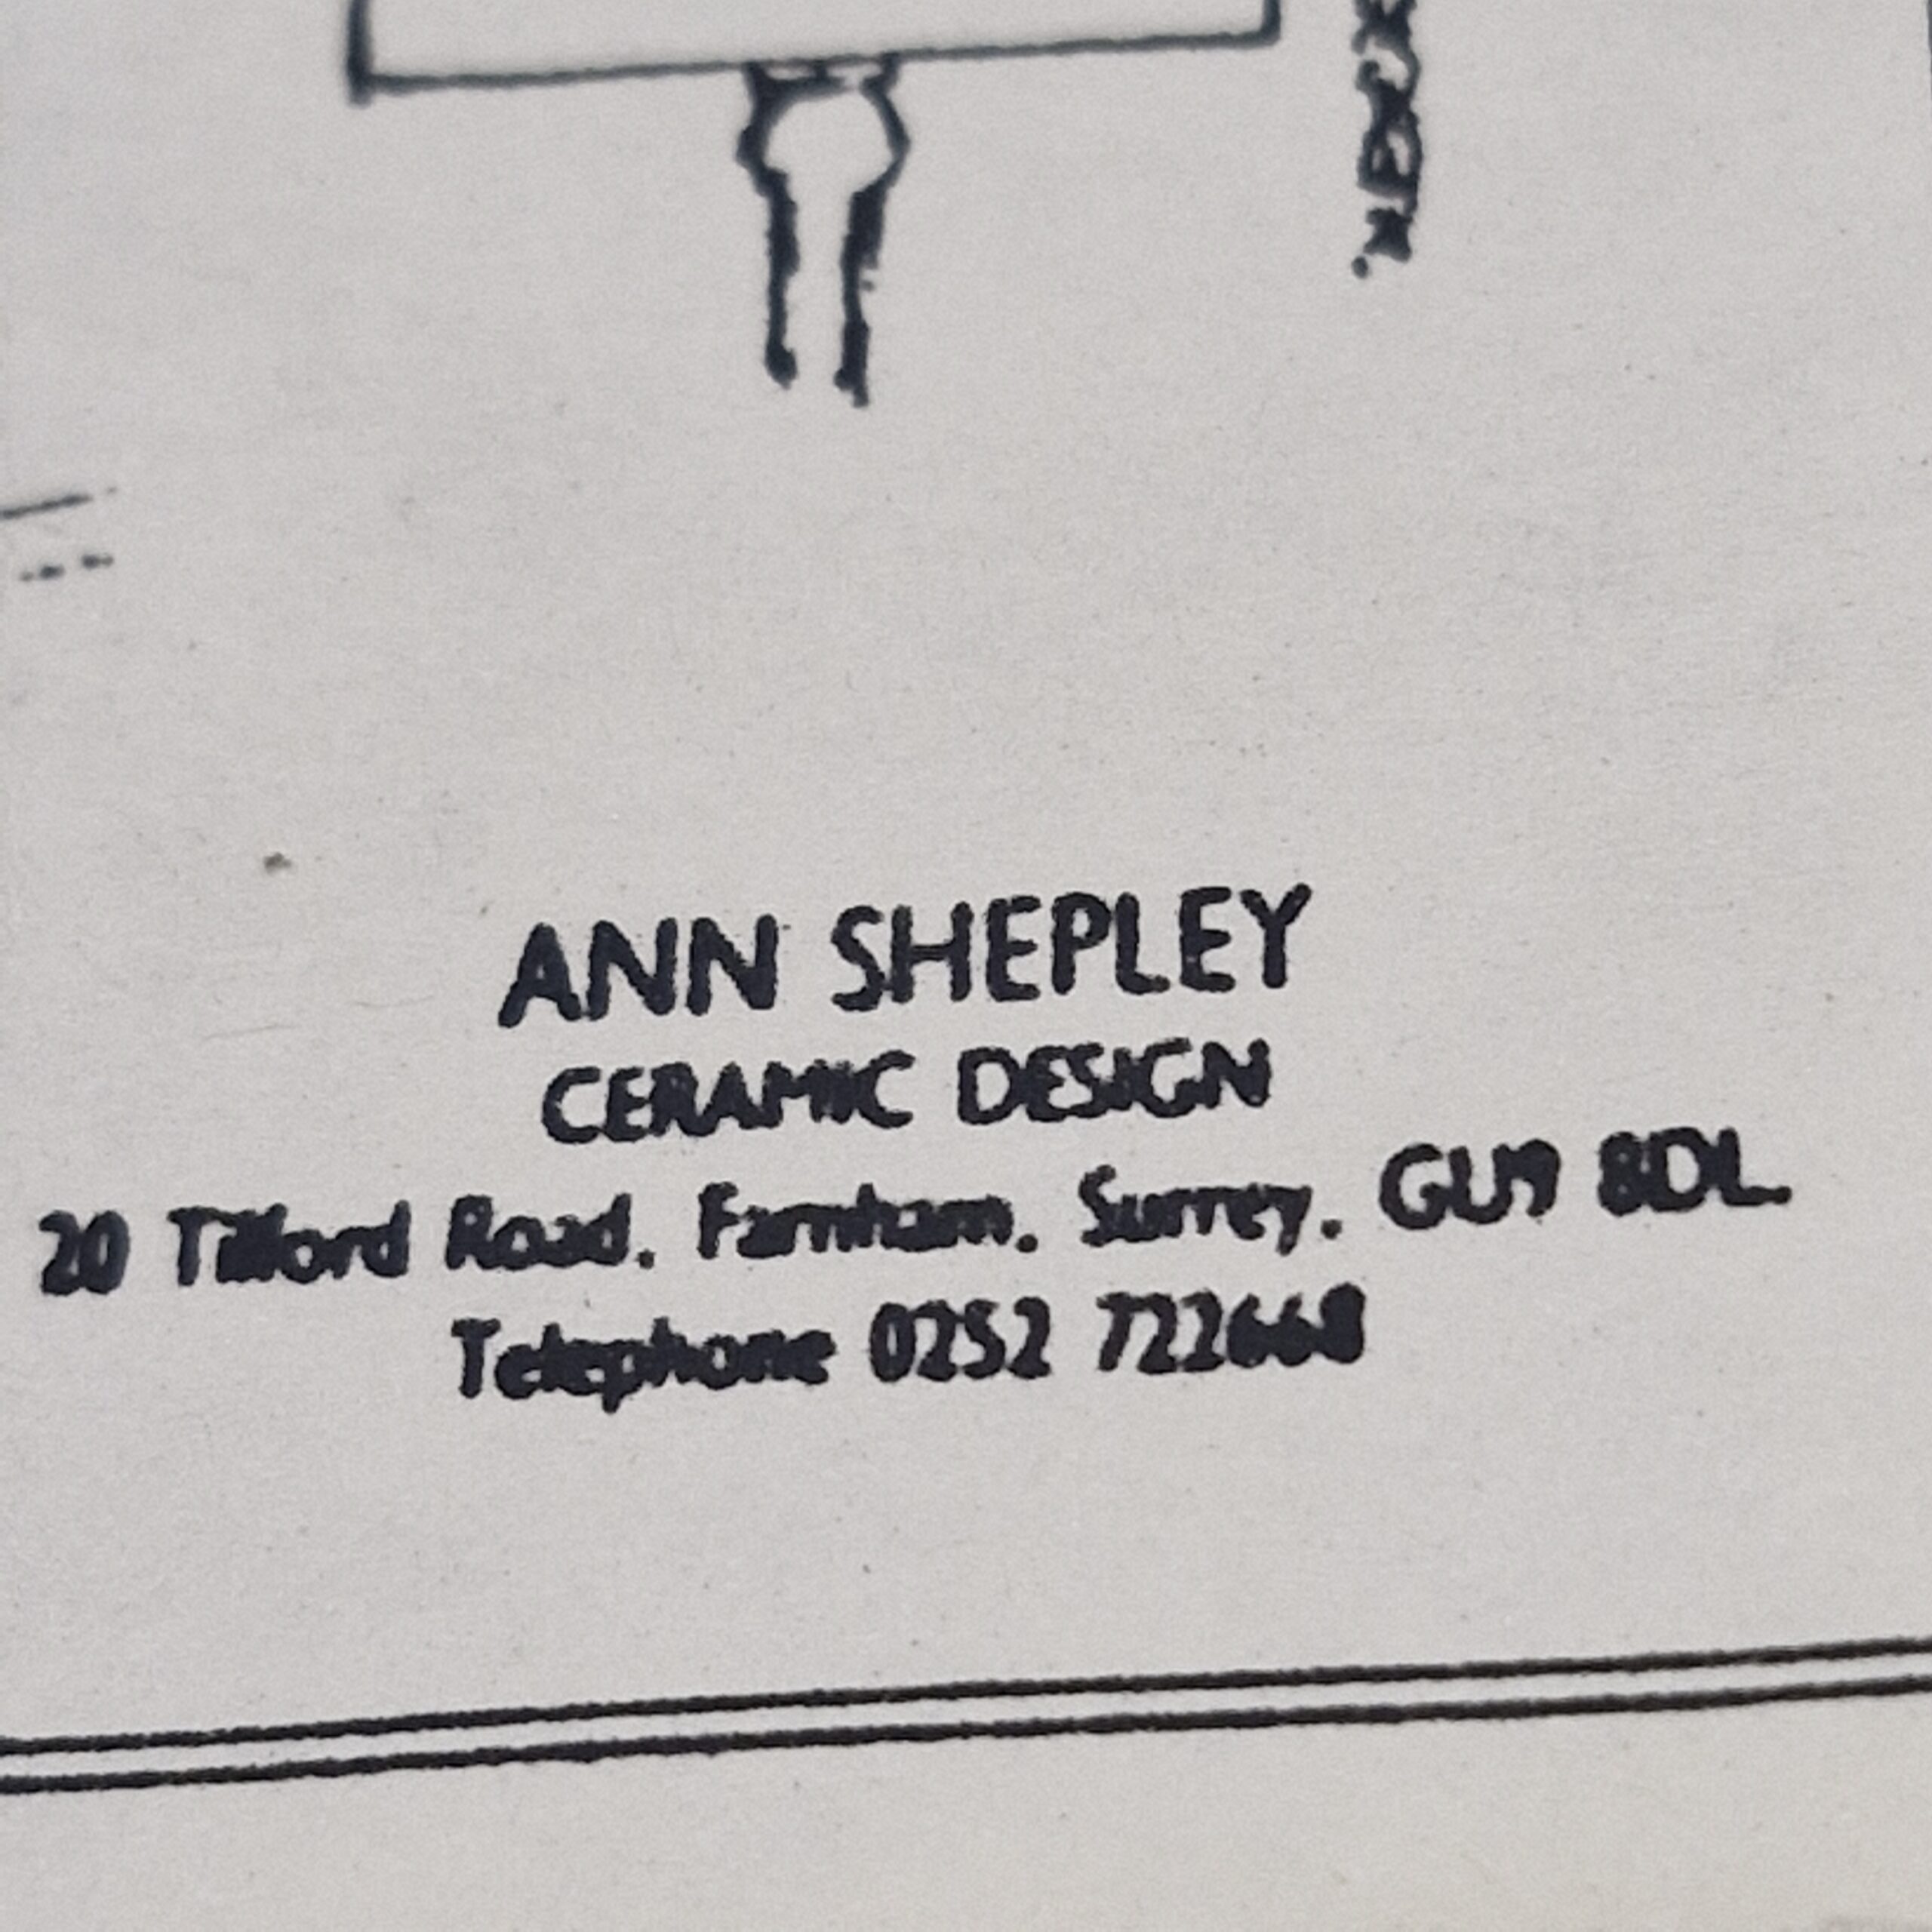 ANN SHEPLEY
CERAMIC DESIGN
20 Tilford Road, Farnham, Surrey, GU9 8DL.
Telephone 0252 722668